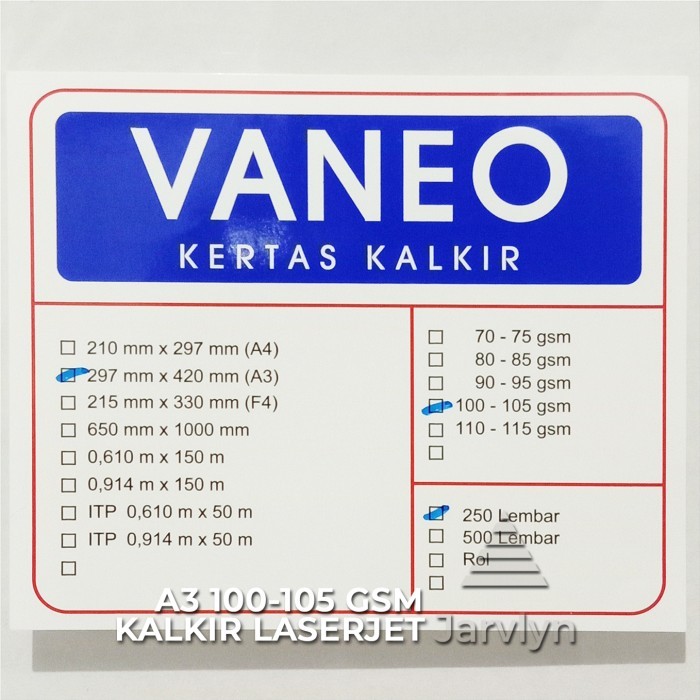 VANEO
KERTAS KALKIR
210 mm x 297 mm (A4)
297 mm x 420 mm (A3)
215 mm x 330 mm (F4)
650 mm x 1000 mm
0,610 m x 150 m
0,914 m x 150 m
ITP 0,610 m x 50 m
ITP 0,914 m x 50 m
70 - 75 gsm
80 - 85 gsm
90 - 95 gsm
100 - 105 gsm
110 - 115 gsm
250 Lembar
500 Lembar
Rol
A3 100-105 GSM
KALKIR LASERJET
Jarvlyn